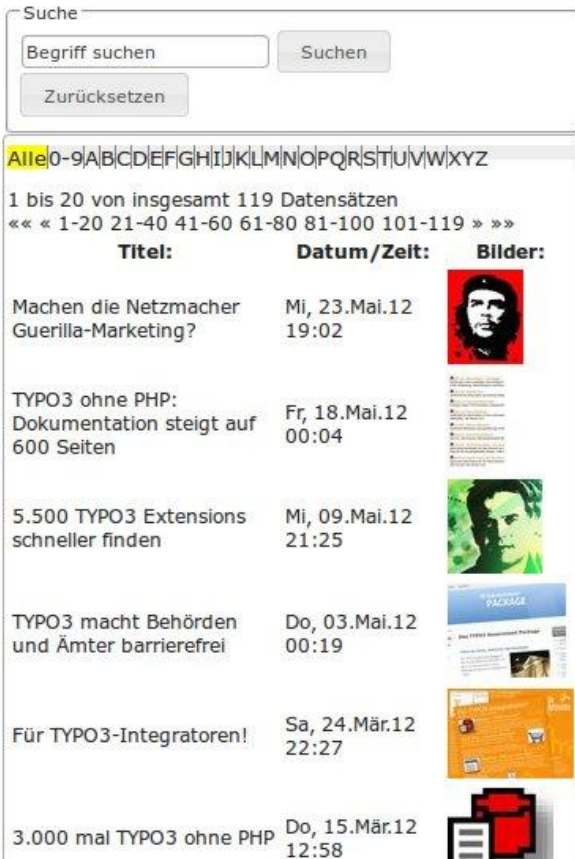 Suche
Begriff suchen Suchen
Zurücksetzen
Alle|0-9|A|B|C|D|E|F|G|H|I|J|K|L|M|N|O|P|Q|R|S|T|U|V|W|X|Y|Z
1 bis 20 von insgesamt 119 Datensätzen
«« « 1-20 21-40 41-60 61-80 81-100 101-119 » »»
Titel: Datum/Zeit: Bilder:
Machen die Netzmacher Mi, 23.Mai.12
Guerilla-Marketing? 19:02
TYPO3 ohne PHP:
Dokumentation steigt auf Fr, 18.Mai.12
600 Seiten 00:04
5.500 TYPO3 Extensions Mi, 09.Mai.12
schneller finden 21:25
PACKAGE
TYPO3 macht Behörden Do, 03.Mai.12
und Ämter barrierefrei 00:19
Für TYPO3-Integratoren! Sa, 24.Mär.12
22:27
3.000 mal TYPO3 ohne PHP Do, 15.Mär.12
12:58